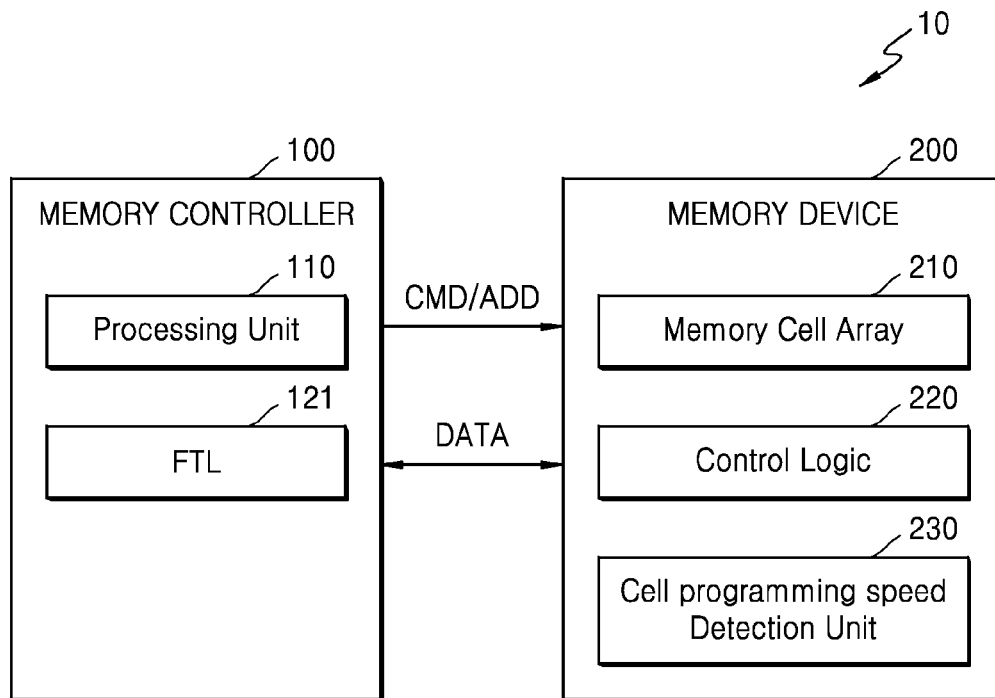 10
100
200
MEMORY CONTROLLER
MEMORY DEVICE
110
Processing Unit
CMD/ADD
210
Memory Cell Array
121
FTL
DATA
220
Control Logic
230
Cell programming speed
Detection Unit